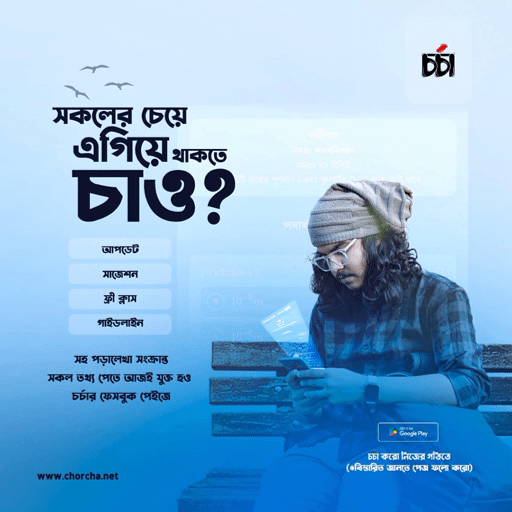 চর্চা
সকলের চেয়ে
এগিয়ে থাকতে
চাও?
আপডেট
সাজেশন
ফ্রী ক্লাস
গাইডলাইন
সহ পড়ালেখা সংক্রান্ত
সকল তথ্য পেতে আজই যুক্ত হও
চর্চার ফেসবুক পেইজে
GET IT ON
Google Play
চর্চা করো নিজের গতিতে
(*বিস্তারিত জানতে পেজ ফলো করো)
www.chorcha.net